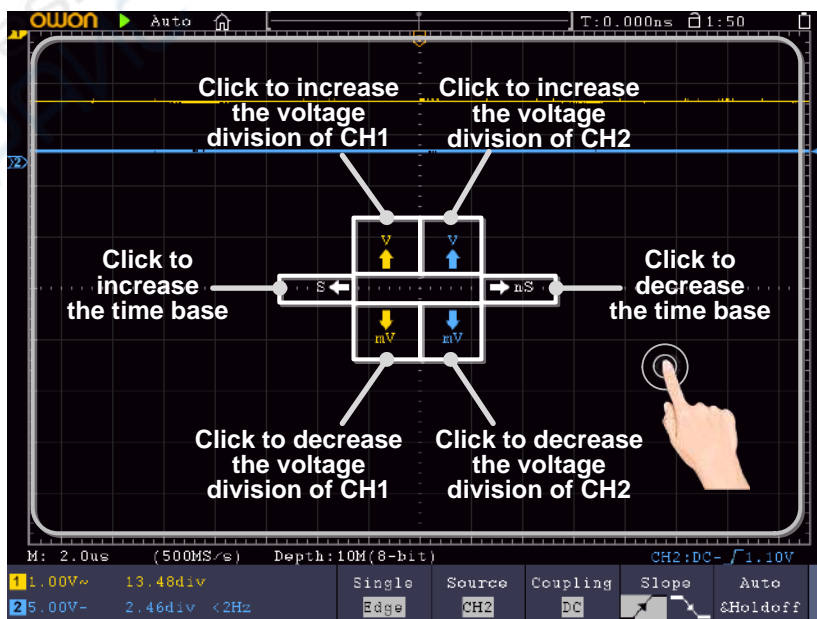 OWON Auto T:0.000ns 1:50
Click to increase the voltage division of CH1
Click to increase the voltage division of CH2
2
V V
Click to increase the time base
S nS
Click to decrease the time base
mV mV
Click to decrease the voltage division of CH1
Click to decrease the voltage division of CH2
M: 2.0us (500MS/s) Depth:10M(8-bit) CH2:DC- 1.10V
1 1.00V~ 13.48div Single Source Coupling Slope Auto
2 5.00V- 2.46div <2Hz Edge CH2 DC &Holdoff